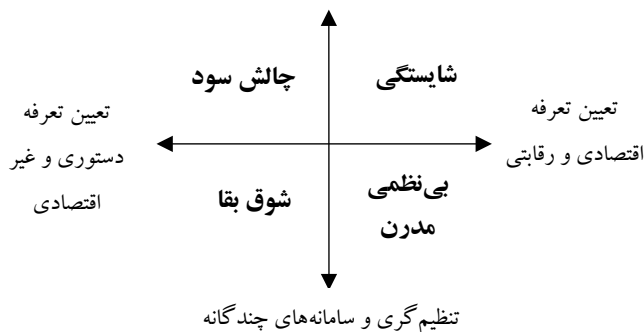 شایستگی
چالش سود
تعیین تعرفه
اقتصادی و رقابتی
تعیین تعرفه
دستوری و غیر
اقتصادی
بی‌نظمی
مدرن
شوق بقا
تنظیم‌گری و سامانه‌های چندگانه